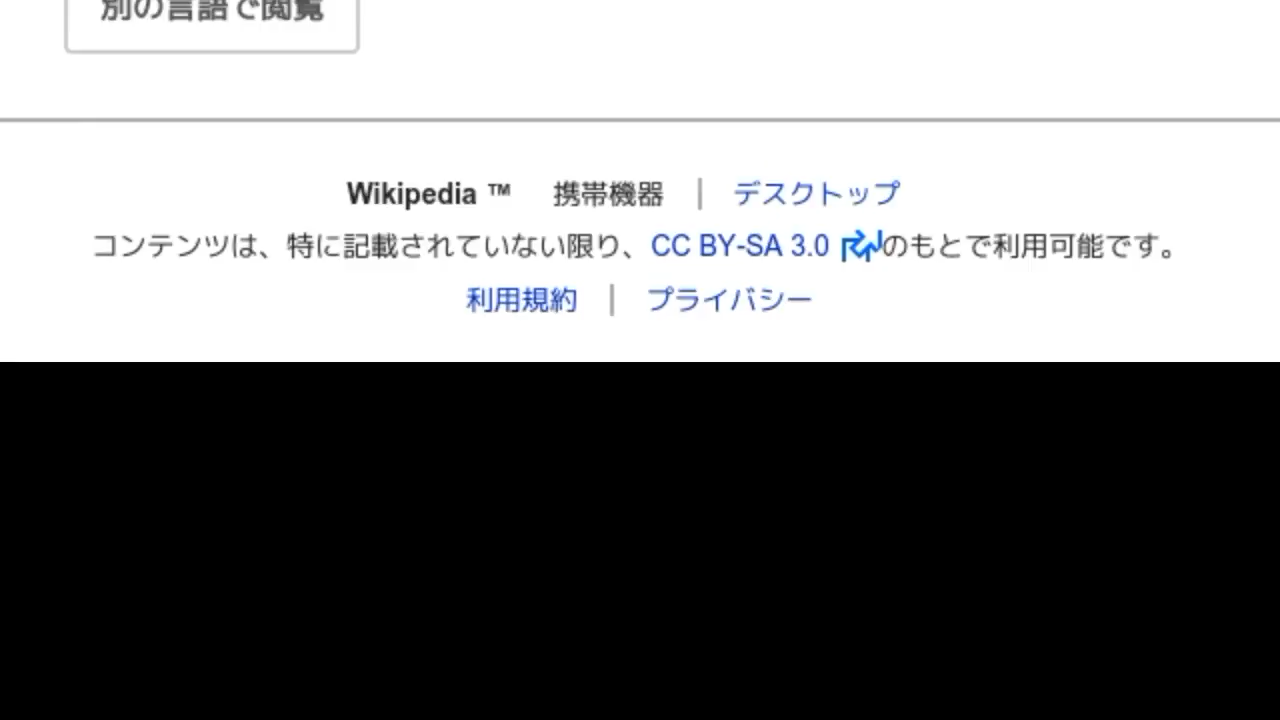 別の言語で閲覧
Wikipedia ™ 携帯機器 | デスクトップ
コンテンツは、特に記載されていない限り、CC BY-SA 3.0 のもとで利用可能です。
利用規約 | プライバシー